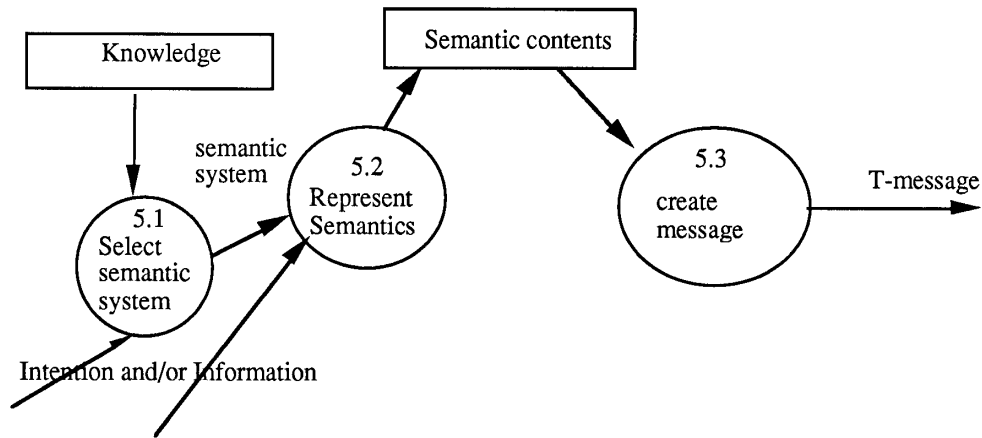 Knowledge
Semantic contents
semantic
system
5.1
Select
semantic
system
5.2
Represent
Semantics
5.3
create
message
T-message
Intention and/or Information